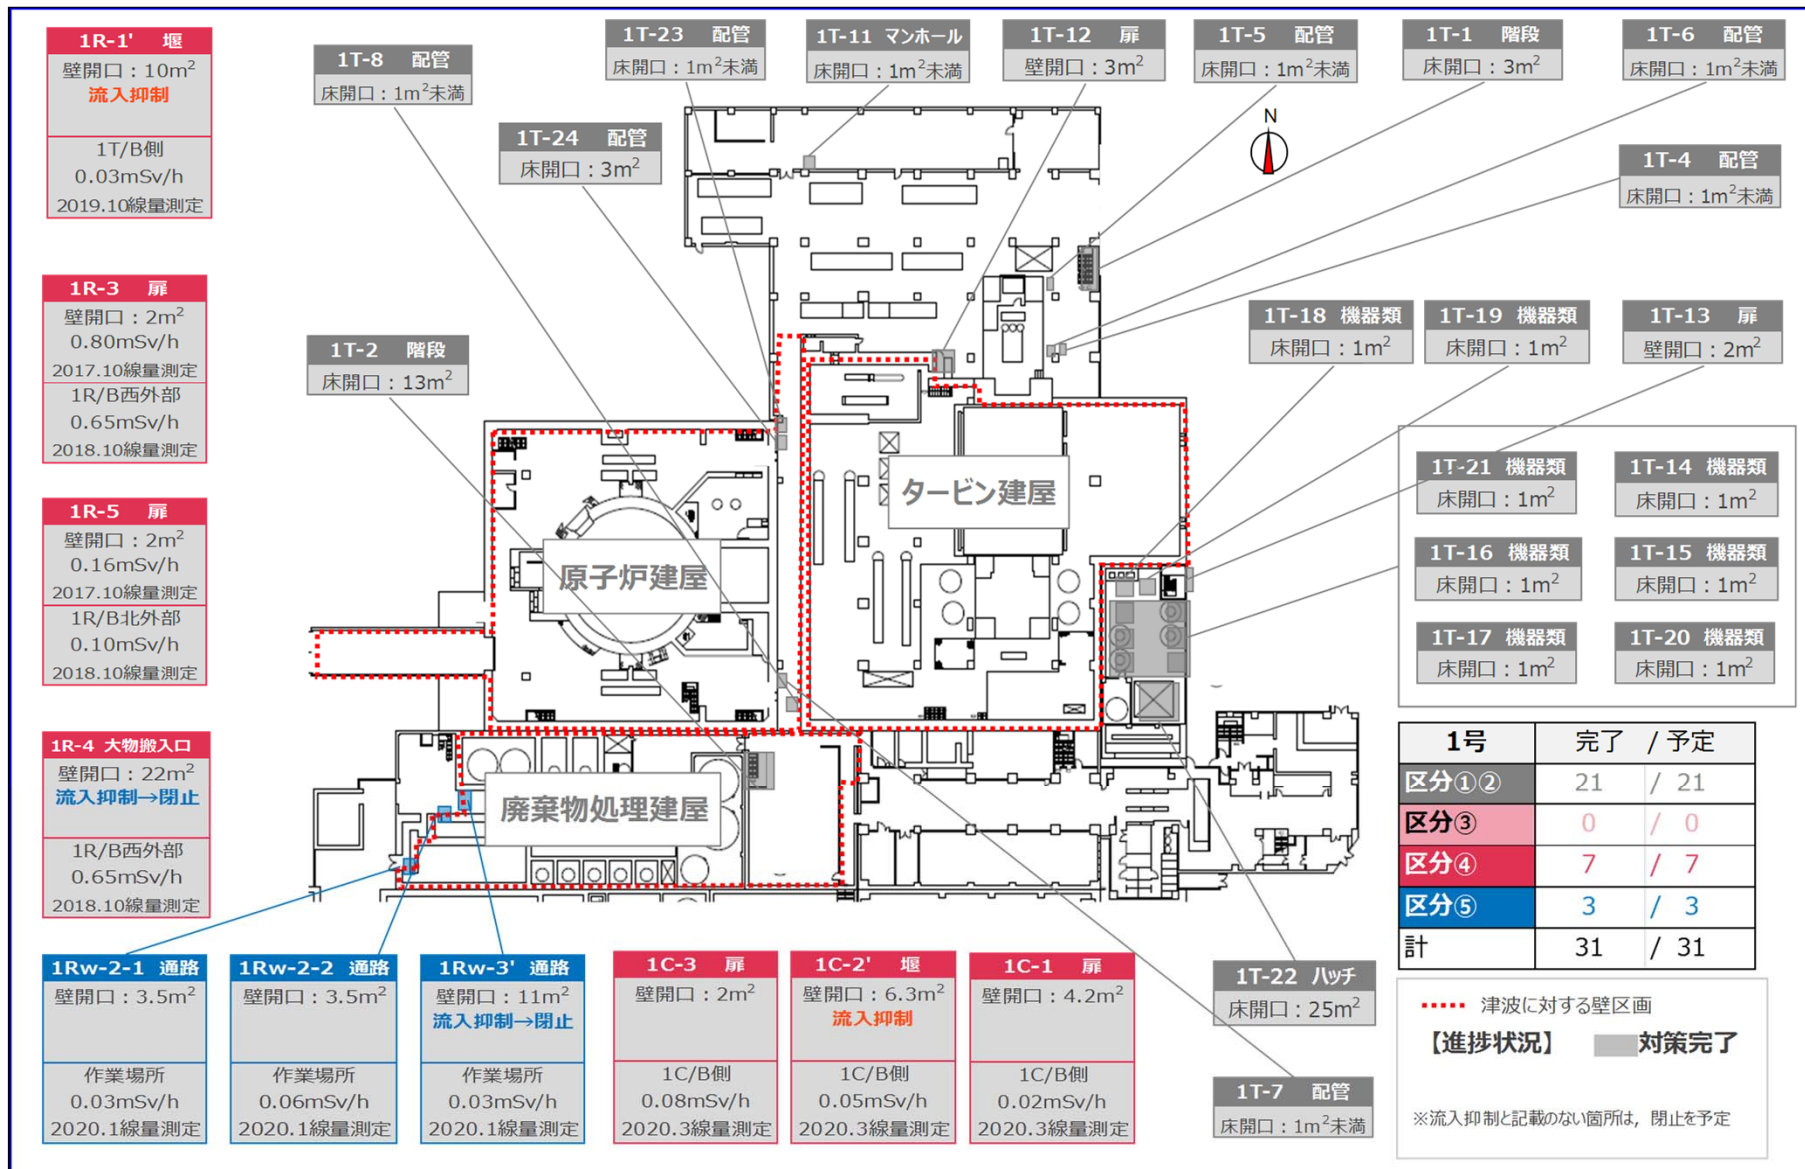 1R-1' 堰
壁開口：10m²
流入抑制
1T/B側
0.03mSv/h
2019.10線量測定
1T-8 配管
床開口：1m²未満
1T-23 配管
床開口：1m²未満
1T-11 マンホール
床開口：1m²未満
1T-12 扉
壁開口：3m²
1T-5 配管
床開口：1m²未満
1T-1 階段
床開口：3m²
1T-6 配管
床開口：1m²未満
1T-24 配管
床開口：3m²
N
1T-4 配管
床開口：1m²未満
1R-3 扉
壁開口：2m²
0.80mSv/h
2017.10線量測定
1R/B西外部
0.65mSv/h
2018.10線量測定
1T-2 階段
床開口：13m²
1T-18 機器類
床開口：1m²
1T-19 機器類
床開口：1m²
1T-13 扉
壁開口：2m²
1R-5 扉
壁開口：2m²
0.16mSv/h
2017.10線量測定
1R/B北外部
0.10mSv/h
2018.10線量測定
タービン建屋
原子炉建屋
廃棄物処理建屋
1T-21 機器類
床開口：1m²
1T-14 機器類
床開口：1m²
1T-16 機器類
床開口：1m²
1T-15 機器類
床開口：1m²
1T-17 機器類
床開口：1m²
1T-20 機器類
床開口：1m²
1R-4 大物搬入口
壁開口：22m²
流入抑制→閉止
1R/B西外部
0.65mSv/h
2018.10線量測定
1号 完了 / 予定
区分①② 21 / 21
区分③ 0 / 0
区分④ 7 / 7
区分⑤ 3 / 3
計 31 / 31
1Rw-2-1 通路
壁開口：3.5m²
作業場所
0.03mSv/h
2020.1線量測定
1Rw-2-2 通路
壁開口：3.5m²
作業場所
0.06mSv/h
2020.1線量測定
1Rw-3' 通路
壁開口：11m²
流入抑制→閉止
作業場所
0.03mSv/h
2020.1線量測定
1C-3 扉
壁開口：2m²
1C/B側
0.08mSv/h
2020.3線量測定
1C-2' 堰
壁開口：6.3m²
流入抑制
1C/B側
0.05mSv/h
2020.3線量測定
1C-1 扉
壁開口：4.2m²
1C/B側
0.02mSv/h
2020.3線量測定
1T-22 ハッチ
床開口：25m²
1T-7 配管
床開口：1m²未満
津波に対する壁区画
【進捗状況】 対策完了
※流入抑制と記載のない箇所は，閉止を予定